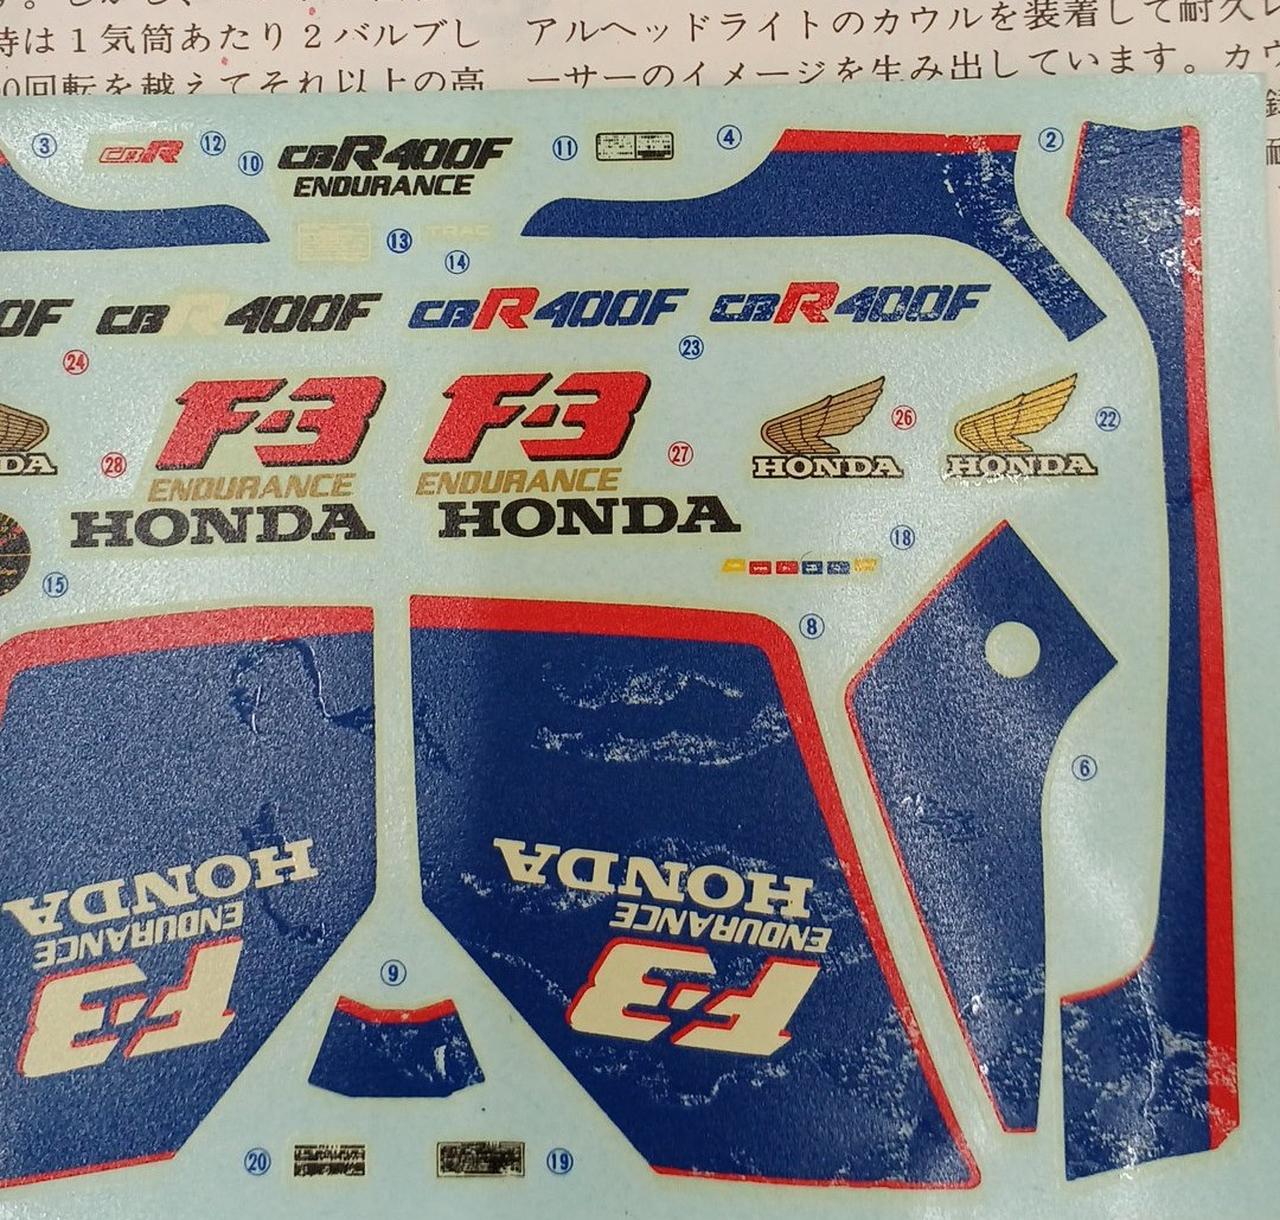 時は1気筒あたり2バルブし
0回転を越えてそれ以上の高
アルヘッドライトのカウルを装着して耐久レ
ーサーのイメージを生み出しています。カウ
3
CBR
12
10
CBR400F
ENDURANCE
11
4
2
13
TRAC
14
0F
CBR400F
CBR400F
CBR400F
24
23
F-3
ENDURANCE
HONDA
F-3
ENDURANCE
HONDA
28
27
DA
HONDA
26
HONDA
22
15
18
8
6
HONDA
ENDURANCE
F-3
HONDA
ENDURANCE
F-3
9
20
19